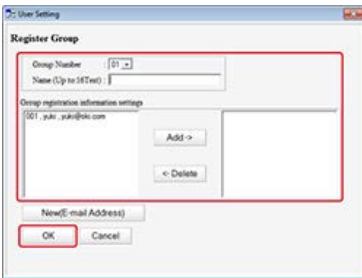 User Setting
Register Group
Group Number : 01
Name (Up to 16Text) :
Group registration information settings
001 , yuki , yuki@oki.com
Add ->
<- Delete
New(E-mail Address)
OK Cancel